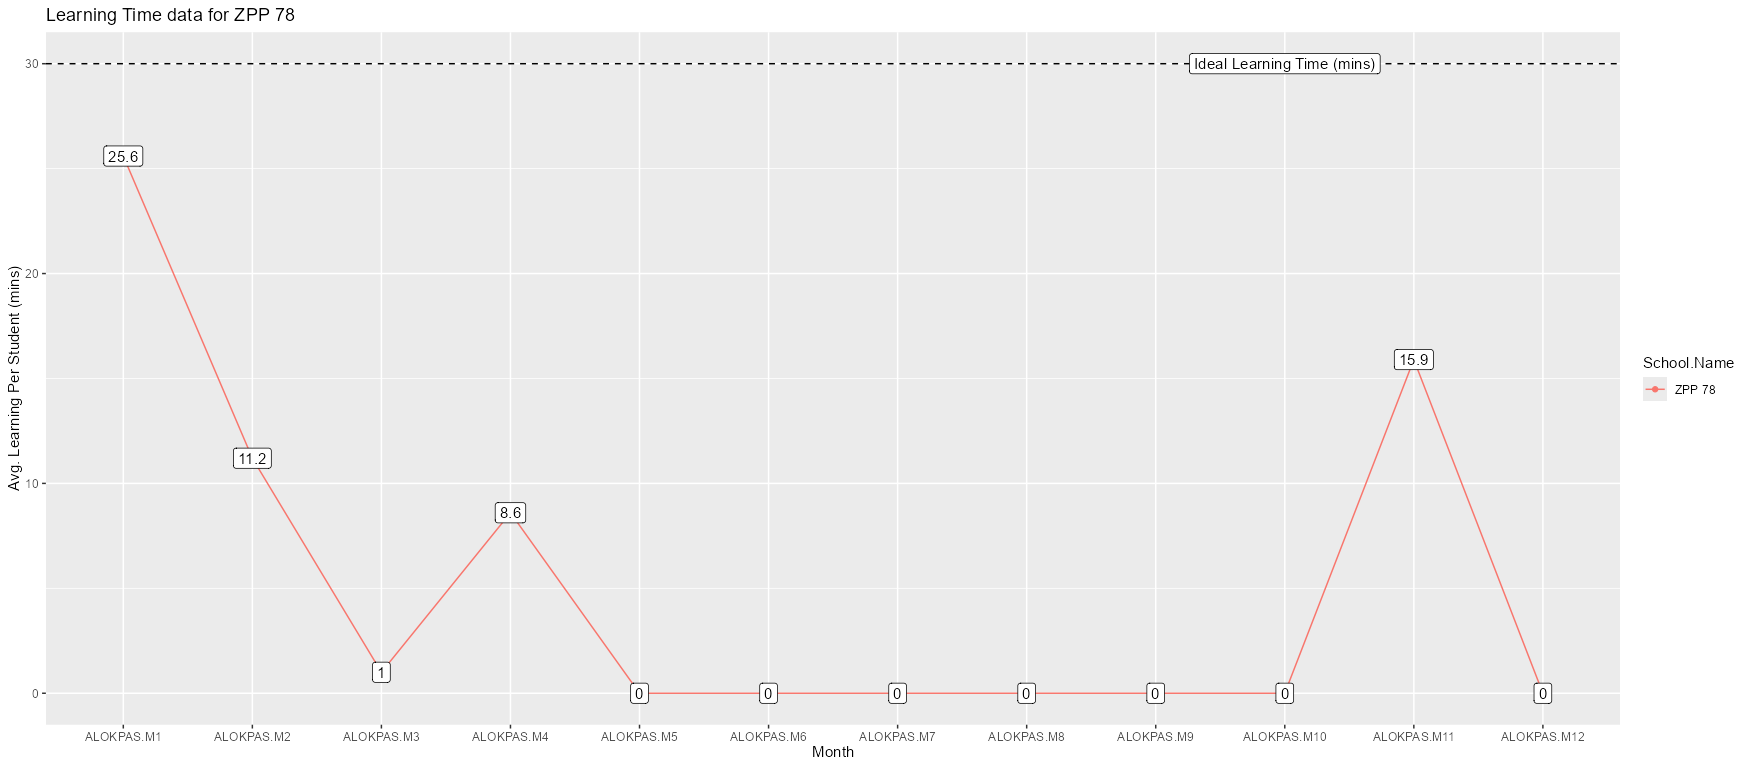 Learning Time data for ZPP 78
Avg. Learning Per Student (mins)
30
20
10
0
Ideal Learning Time (mins)
25.6
11.2
1
8.6
0
0
0
0
0
0
15.9
0
ALOKPAS.M1
ALOKPAS.M2
ALOKPAS.M3
ALOKPAS.M4
ALOKPAS.M5
ALOKPAS.M6
ALOKPAS.M7
ALOKPAS.M8
ALOKPAS.M9
ALOKPAS.M10
ALOKPAS.M11
ALOKPAS.M12
Month
School.Name
ZPP 78